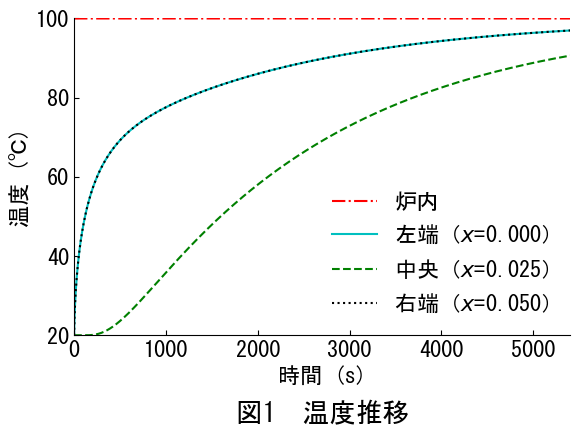 100
80
60
40
20
温度 (℃)
炉内
左端 (x=0.000)
中央 (x=0.025)
右端 (x=0.050)
0 1000 2000 3000 4000 5000
時間 (s)
図1 温度推移